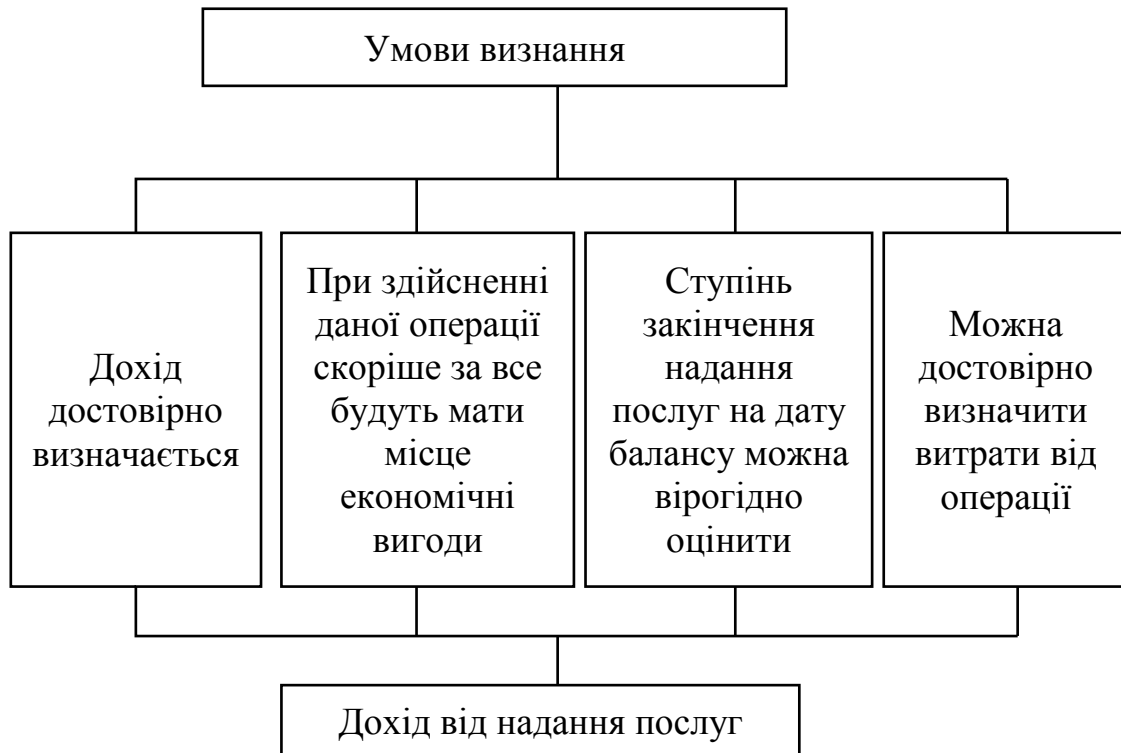 Умови визнання
Дохід
достовірно
визначається
При здійсненні
даної операції
скоріше за все
будуть мати
місце
економічні
вигоди
Ступінь
закінчення
надання
послуг на дату
балансу можна
вірогідно
оцінити
Можна
достовірно
визначити
витрати від
операції
Дохід від надання послуг